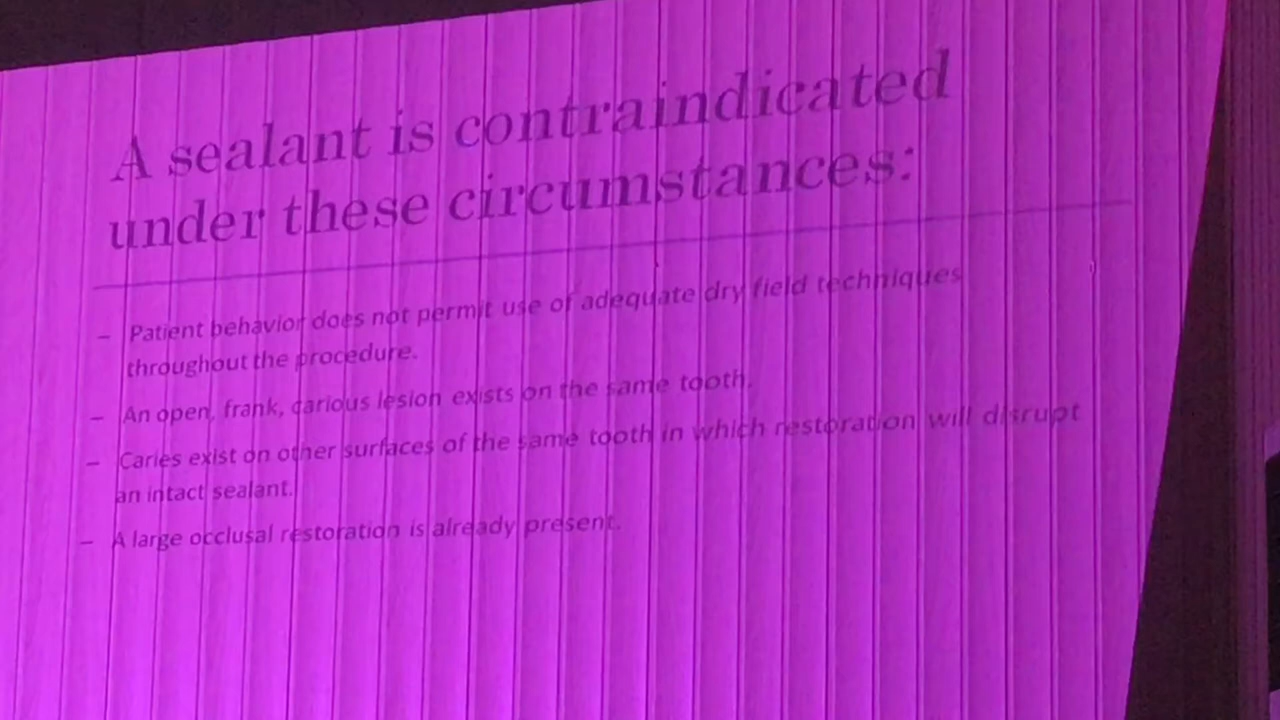 A sealant is contraindicated
under these circumstances:
– Patient behavior does not permit use of adequate dry field techniques
throughout the procedure.
– An open, frank, carious lesion exists on the same tooth.
– Caries exist on other surfaces of the same tooth in which restoration will disrupt
an intact sealant.
– A large occlusal restoration is already present.